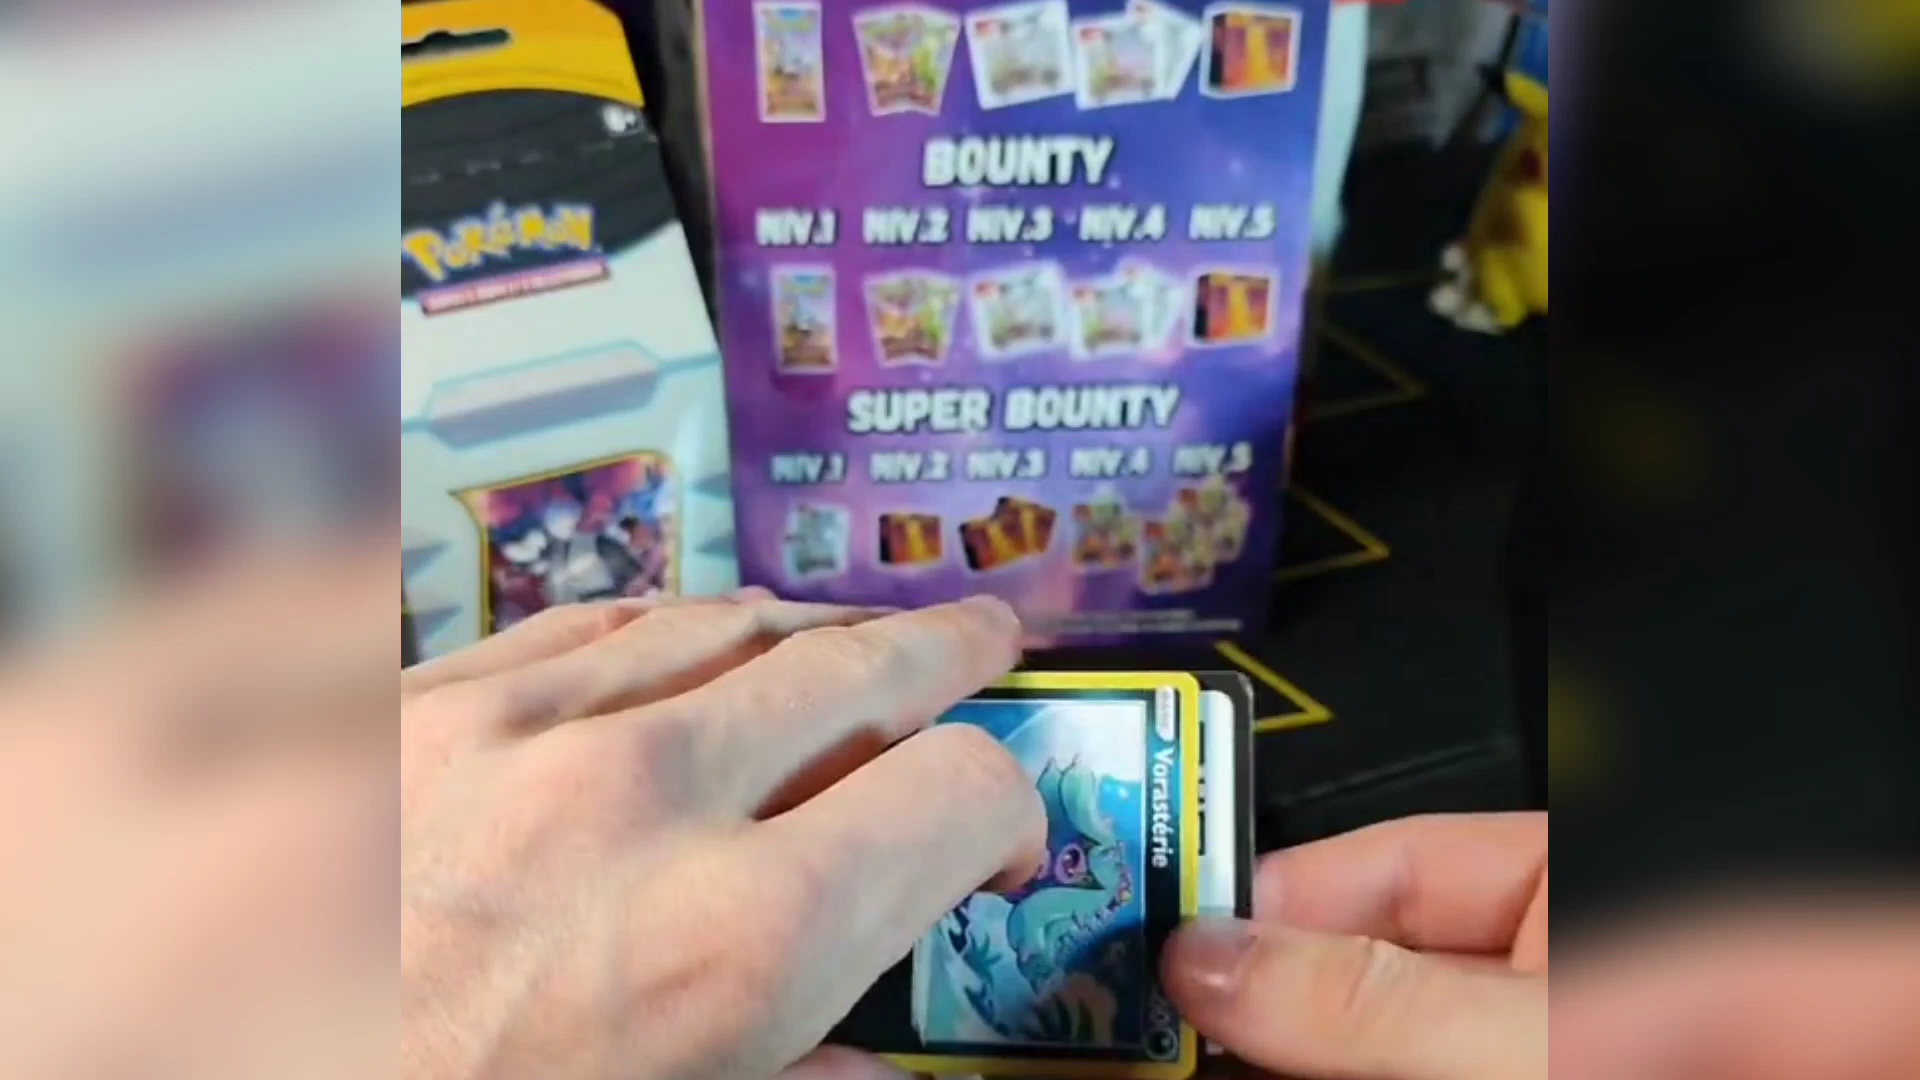 POKÉMON
BOUNTY
NIV.1 NIV.2 NIV.3 NIV.4 NIV.5
SUPER BOUNTY
NIV.1 NIV.2 NIV.3 NIV.4 NIV.5
Vorastérie